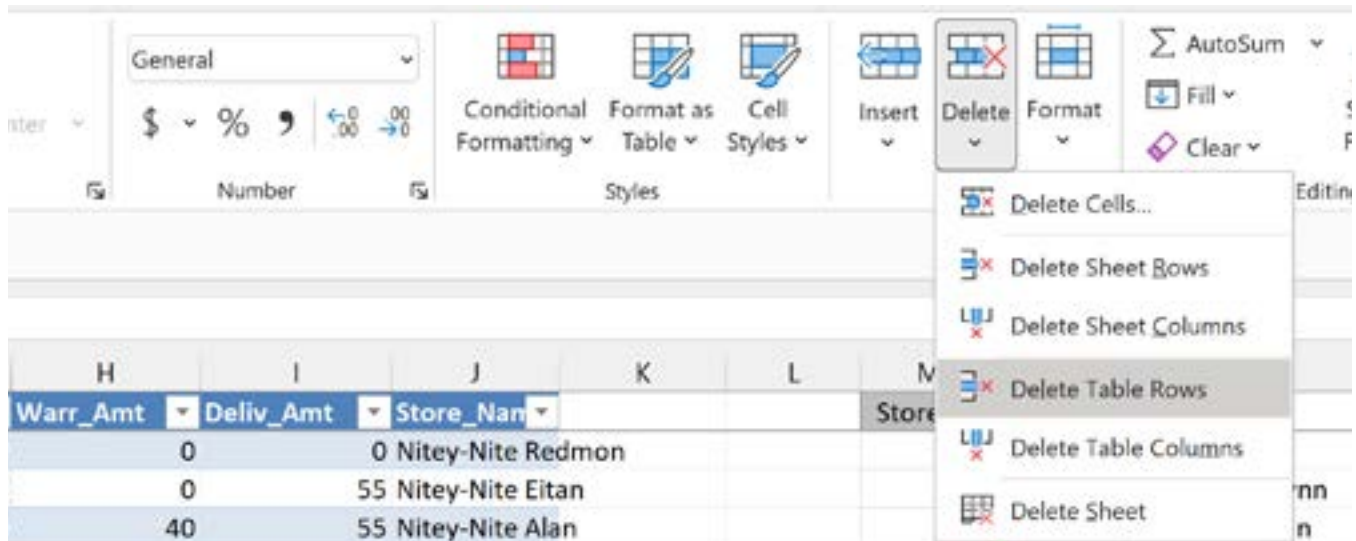 General
$ % , .00 .00
Conditional Formatting
Format as Table
Cell Styles
Insert
Delete
Format
AutoSum
Fill
Clear
Number
Styles
Editing
Delete Cells...
Delete Sheet Rows
Delete Sheet Columns
Delete Table Rows
Delete Table Columns
Delete Sheet
H I J K L
Warr_Amt Deliv_Amt Store_Nam Store
0 0 Nitey-Nite Redmon
0 55 Nitey-Nite Eitan
40 55 Nitey-Nite Alan